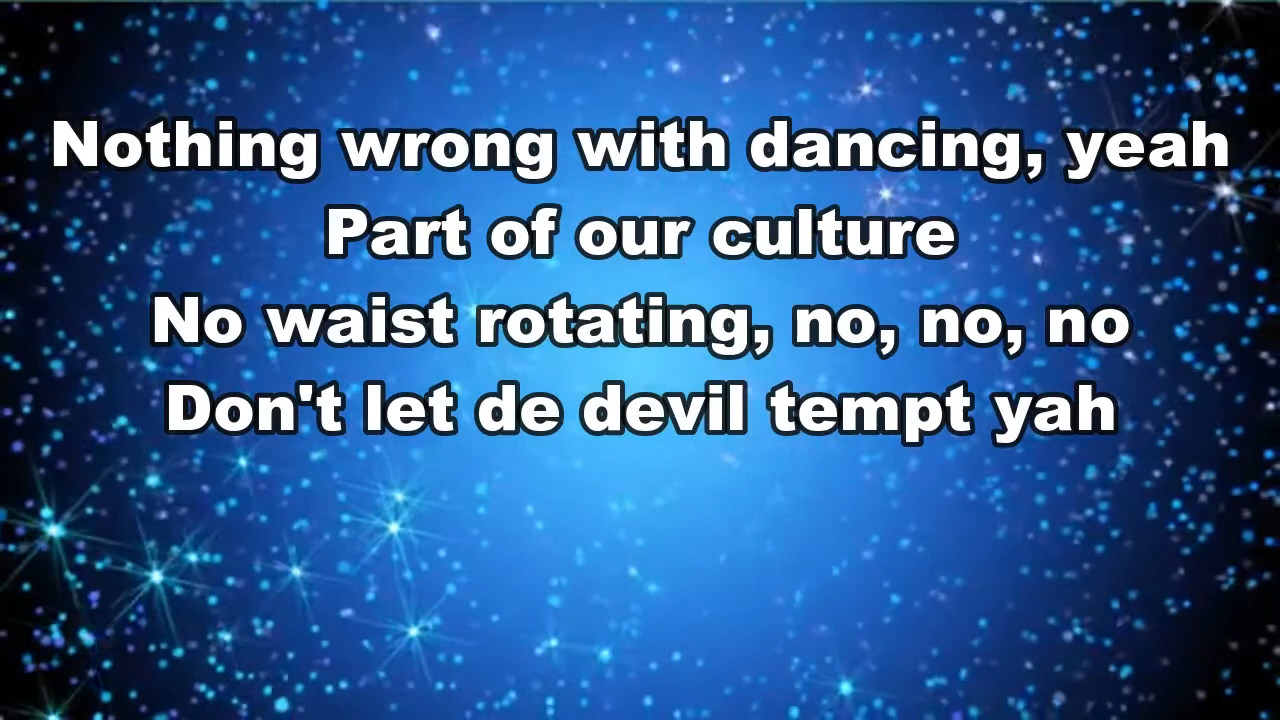 Nothing wrong with dancing, yeah
Part of our culture
No waist rotating, no, no, no
Don't let de devil tempt yah